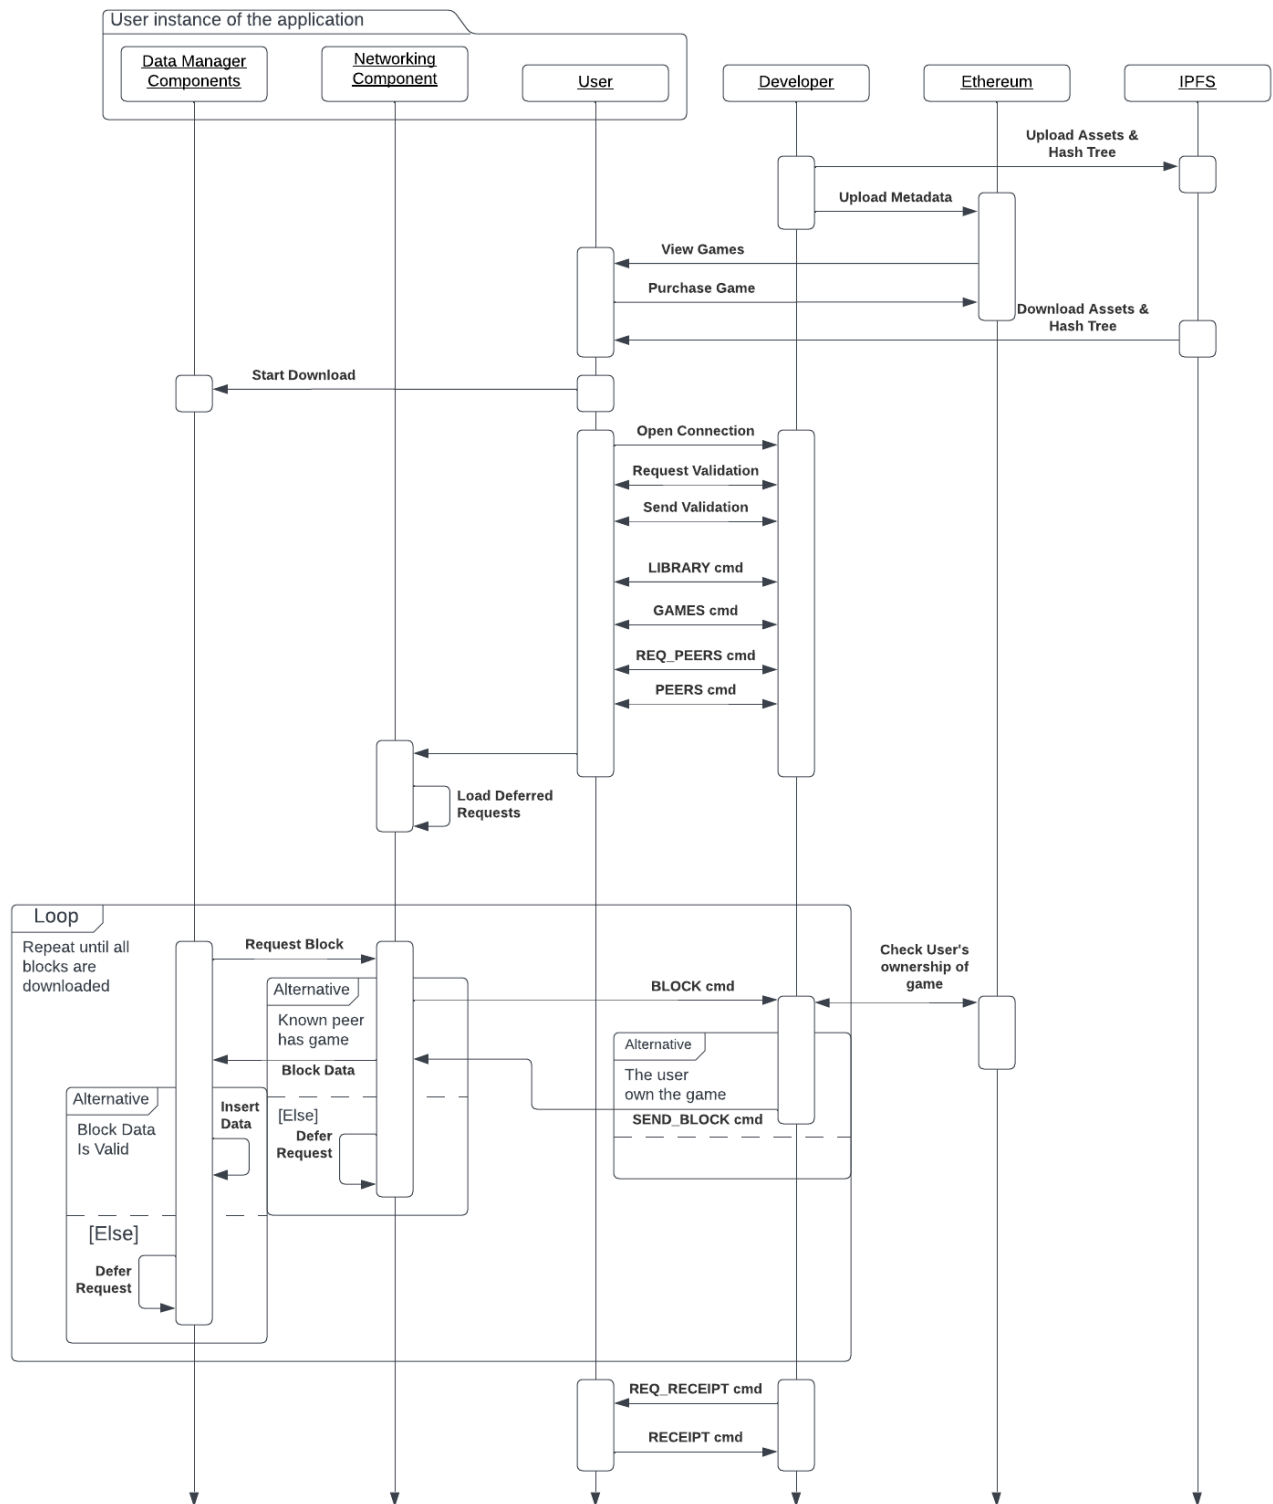 User instance of the application
Data Manager
Components
Networking
Component
User
Developer
Ethereum
IPFS
Upload Assets &
Hash Tree
Upload Metadata
View Games
Purchase Game
Download Assets &
Hash Tree
Start Download
Open Connection
Request Validation
Send Validation
LIBRARY cmd
GAMES cmd
REQ_PEERS cmd
PEERS cmd
Load Deferred
Requests
Loop
Repeat until all
blocks are
downloaded
Request Block
Check User's
ownership of
game
Alternative
BLOCK cmd
Known peer
has game
Alternative
Block Data
The user
own the game
Alternative
Insert
Data
Block Data
Is Valid
[Else]
SEND_BLOCK cmd
Defer
Request
[Else]
Defer
Request
REQ_RECEIPT cmd
RECEIPT cmd